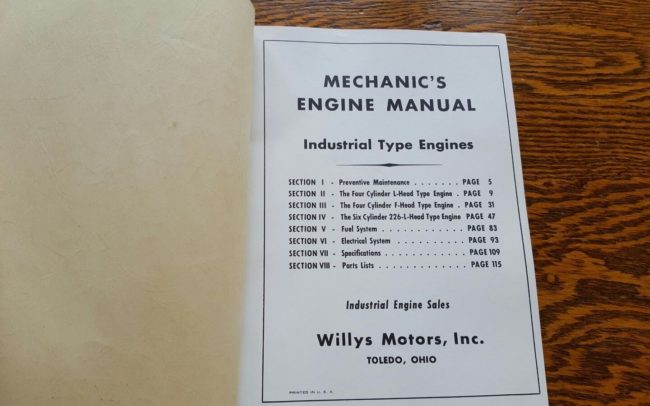 MECHANIC'S
ENGINE MANUAL
Industrial Type Engines
SECTION I - Preventive Maintenance . . . . . . . PAGE 5
SECTION II - The Four Cylinder L-Head Type Engine . PAGE 9
SECTION III - The Four Cylinder F-Head Type Engine . PAGE 31
SECTION IV - The Six Cylinder 226-L-Head Type Engine PAGE 47
SECTION V - Fuel System . . . . . . . . . . . . PAGE 83
SECTION VI - Electrical System . . . . . . . . . . . PAGE 93
SECTION VII - Specifications . . . . . . . . . . . . PAGE 109
SECTION VIII - Parts Lists . . . . . . . . . . . . . PAGE 115
Industrial Engine Sales
Willys Motors, Inc.
TOLEDO, OHIO
PRINTED IN U. S. A.